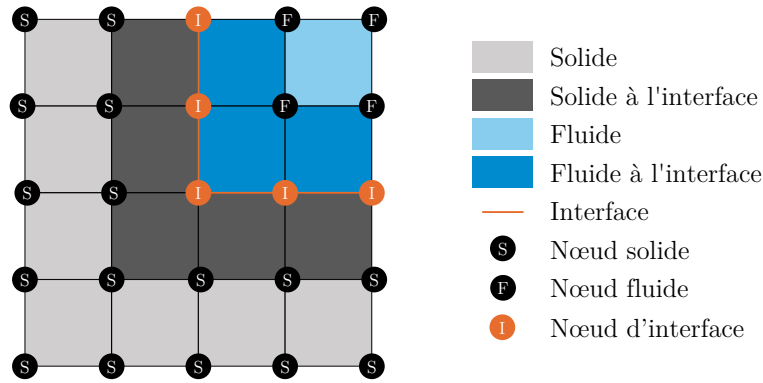 S S I F F
S S I F F
S S I I I
S S S S S
S S S S S
Solide
Solide à l'interface
Fluide
Fluide à l'interface
Interface
S Nœud solide
F Nœud fluide
I Nœud d'interface